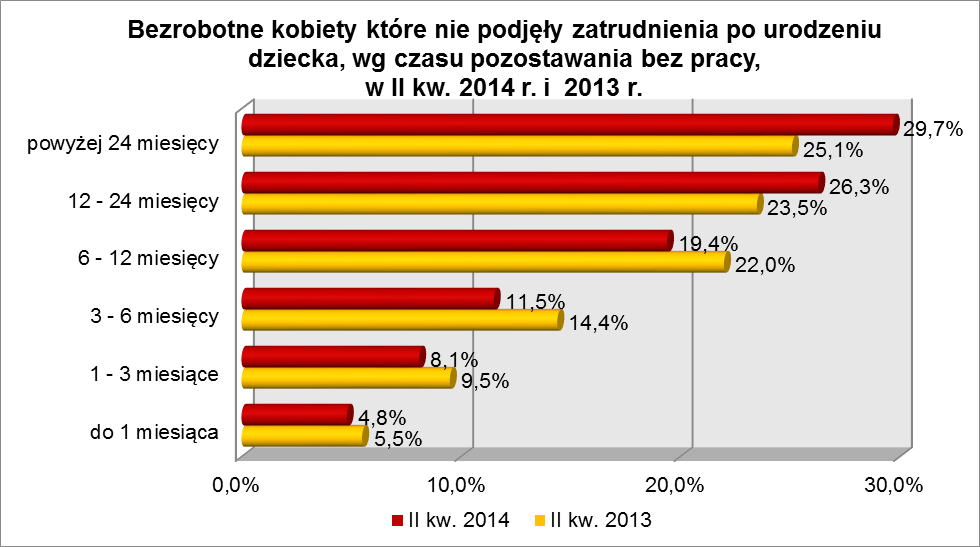 Bezrobotne kobiety które nie podjęły zatrudnienia po urodzeniu
dziecka, wg czasu pozostawania bez pracy,
w II kw. 2014 r. i  2013 r.
powyżej 24 miesięcy
29,7%
25,1%
12 - 24 miesięcy
26,3%
23,5%
6 - 12 miesięcy
19,4%
22,0%
3 - 6 miesięcy
11,5%
14,4%
1 - 3 miesiące
8,1%
9,5%
do 1 miesiąca
4,8%
5,5%
0,0% 10,0% 20,0% 30,0%
II kw. 2014 II kw. 2013